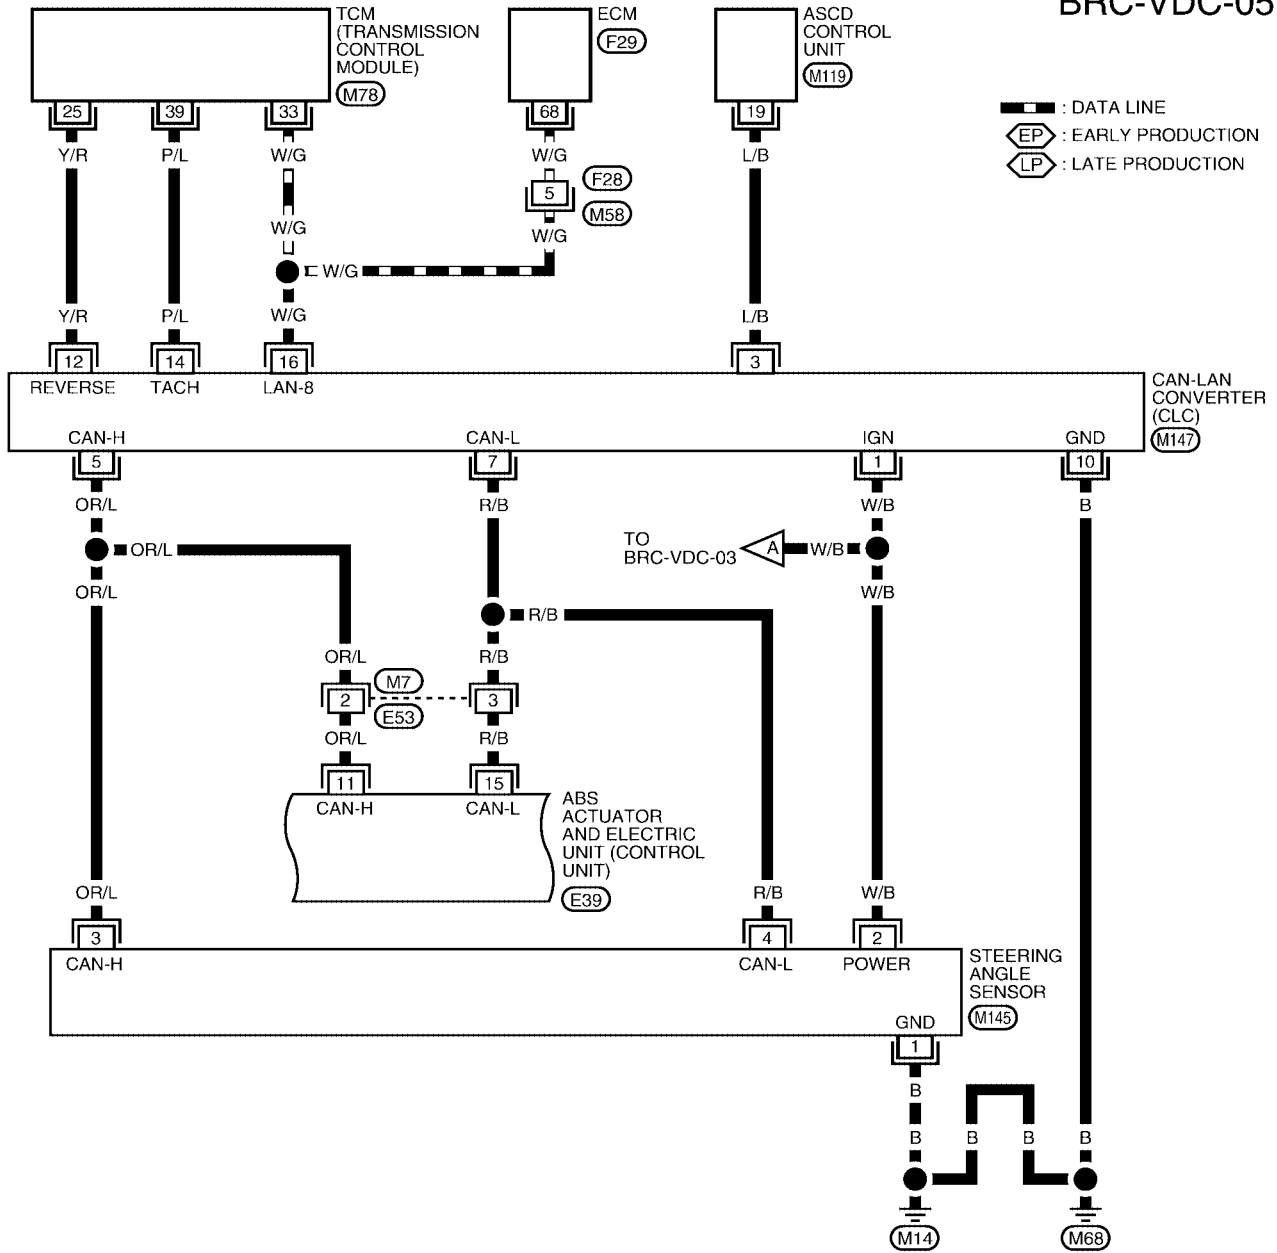 BRC-VDC-05
TCM
(TRANSMISSION
CONTROL
MODULE)
M78
ECM
F29
ASCD
CONTROL
UNIT
M119
25
39
33
68
19
: DATA LINE
EP : EARLY PRODUCTION
LP : LATE PRODUCTION
Y/R
P/L
W/G
W/G
L/B
5
F28
M58
W/G
W/G
W/G
Y/R
P/L
W/G
L/B
12
14
16
3
REVERSE
TACH
LAN-8
CAN-LAN
CONVERTER
(CLC)
M147
CAN-H
CAN-L
IGN
GND
5
7
1
10
OR/L
R/B
W/B
B
OR/L
TO
BRC-VDC-03
A
W/B
OR/L
W/B
R/B
OR/L
R/B
M7
2
3
E53
OR/L
R/B
11
15
CAN-H
CAN-L
ABS
ACTUATOR
AND ELECTRIC
UNIT (CONTROL
UNIT)
E39
OR/L
R/B
W/B
3
4
2
CAN-H
CAN-L
POWER
STEERING
ANGLE
SENSOR
M145
GND
1
B
B
B
B
B
M14
M68